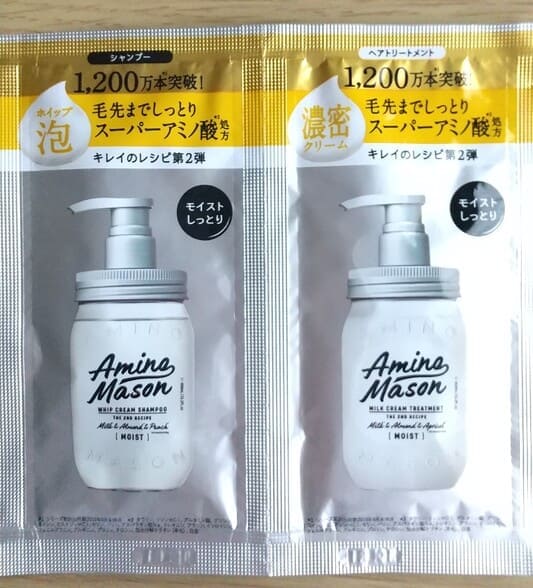 シャンプー
1,200万本突破!
ホイップ
泡
毛先までしっとり
スーパーアミノ酸*2処方
キレイのレシピ第2弾
モイスト
しっとり
Amino
Mason
WHIP CREAM SHAMPOO
THE 2ND RECIPE
Milk & Almond & Peach
[ MOIST ]
ヘアトリートメント
1,200万本突破!
濃密
クリーム
毛先までしっとり
スーパーアミノ酸*2処方
キレイのレシピ第2弾
モイスト
しっとり
Amino
Mason
MILK CREAM TREATMENT
THE 2ND RECIPE
Milk & Almond & Apricot
[ MOIST ]